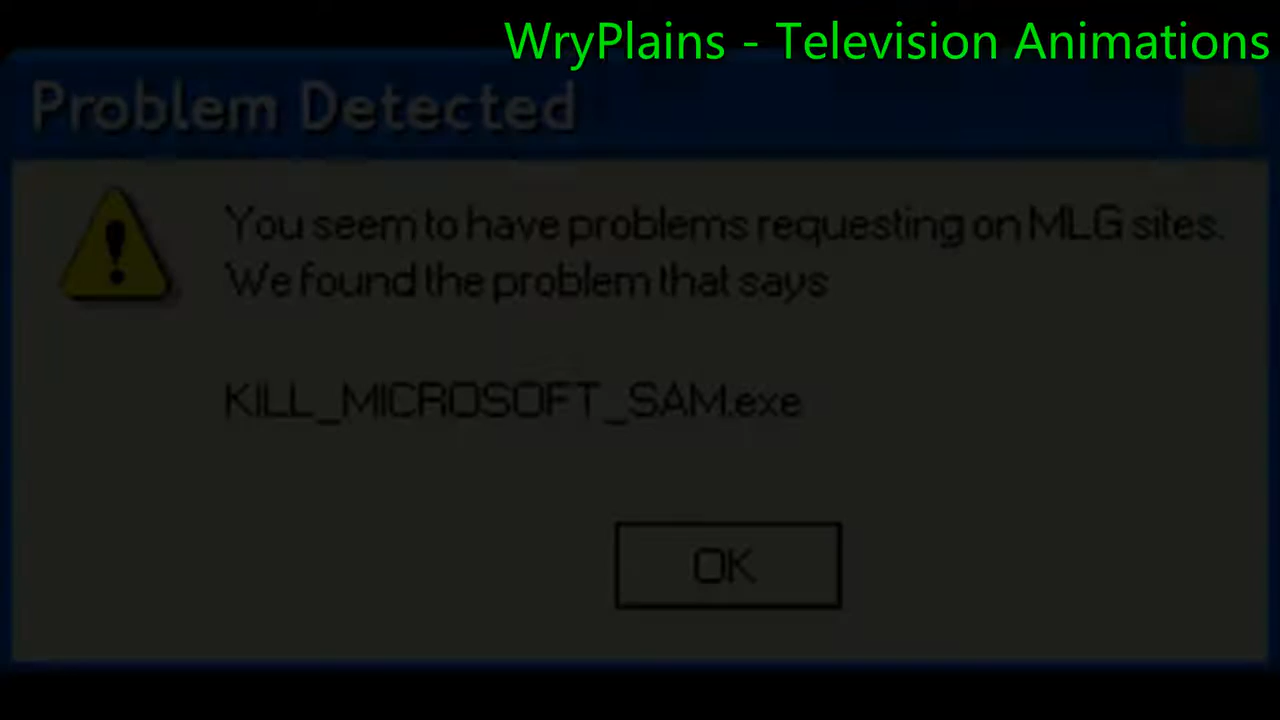 WryPlains - Television Animations
Problem Detected
You seem to have problems requesting on MLG sites.
We found the problem that says
KILL_MICROSOFT_SAM.exe
OK